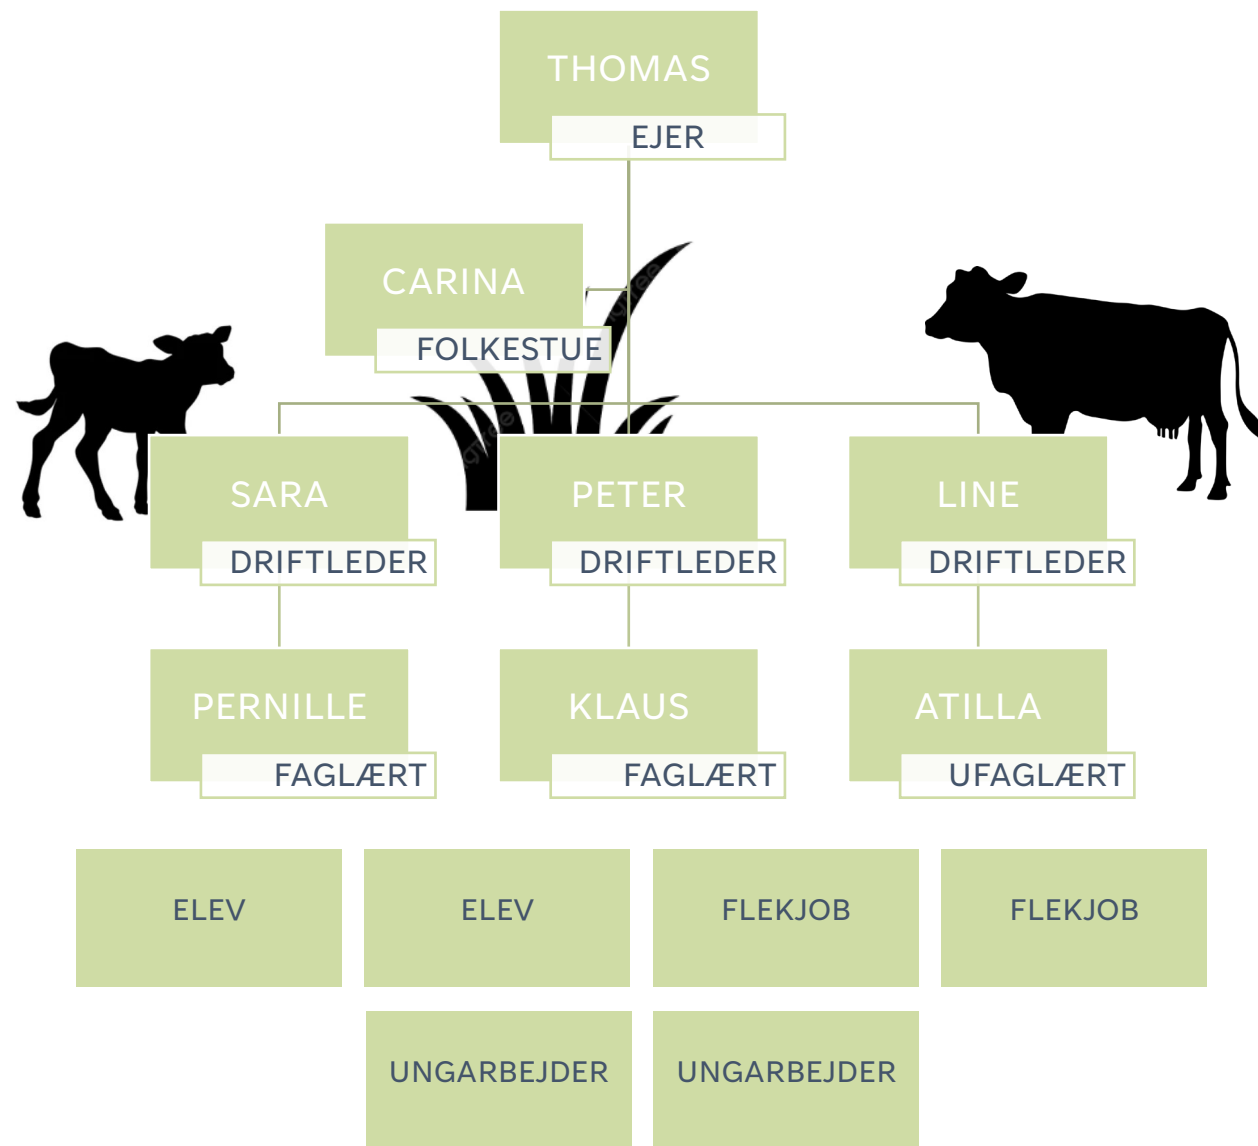 THOMAS
EJER
CARINA
FOLKESTUE
SARA
DRIFTLEDER
PETER
DRIFTLEDER
LINE
DRIFTLEDER
PERNILLE
FAGLÆRT
KLAUS
FAGLÆRT
ATILLA
UFAGLÆRT
ELEV
ELEV
FLEKJOB
FLEKJOB
UNGARBEJDER
UNGARBEJDER